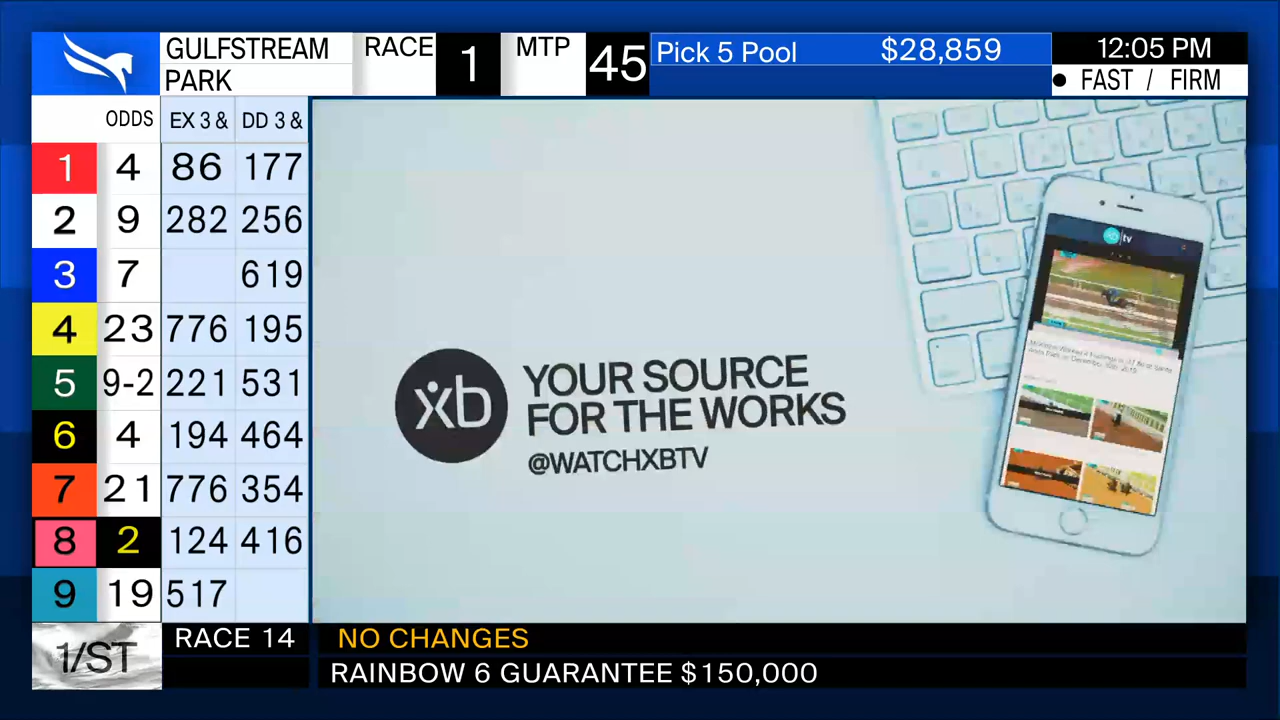 GULFSTREAM PARK
RACE 1
MTP 45
Pick 5 Pool $28,859
12:05 PM
FAST / FIRM
ODDS EX 3 & DD 3 &
1 4 86 177
2 9 282 256
3 7 619
4 23 776 195
5 9-2 221 531
6 4 194 464
7 21 776 354
8 2 124 416
9 19 517
xb
YOUR SOURCE
FOR THE WORKS
@WATCHXBTV
xb tv
1/ST
RACE 14 NO CHANGES
RAINBOW 6 GUARANTEE $150,000